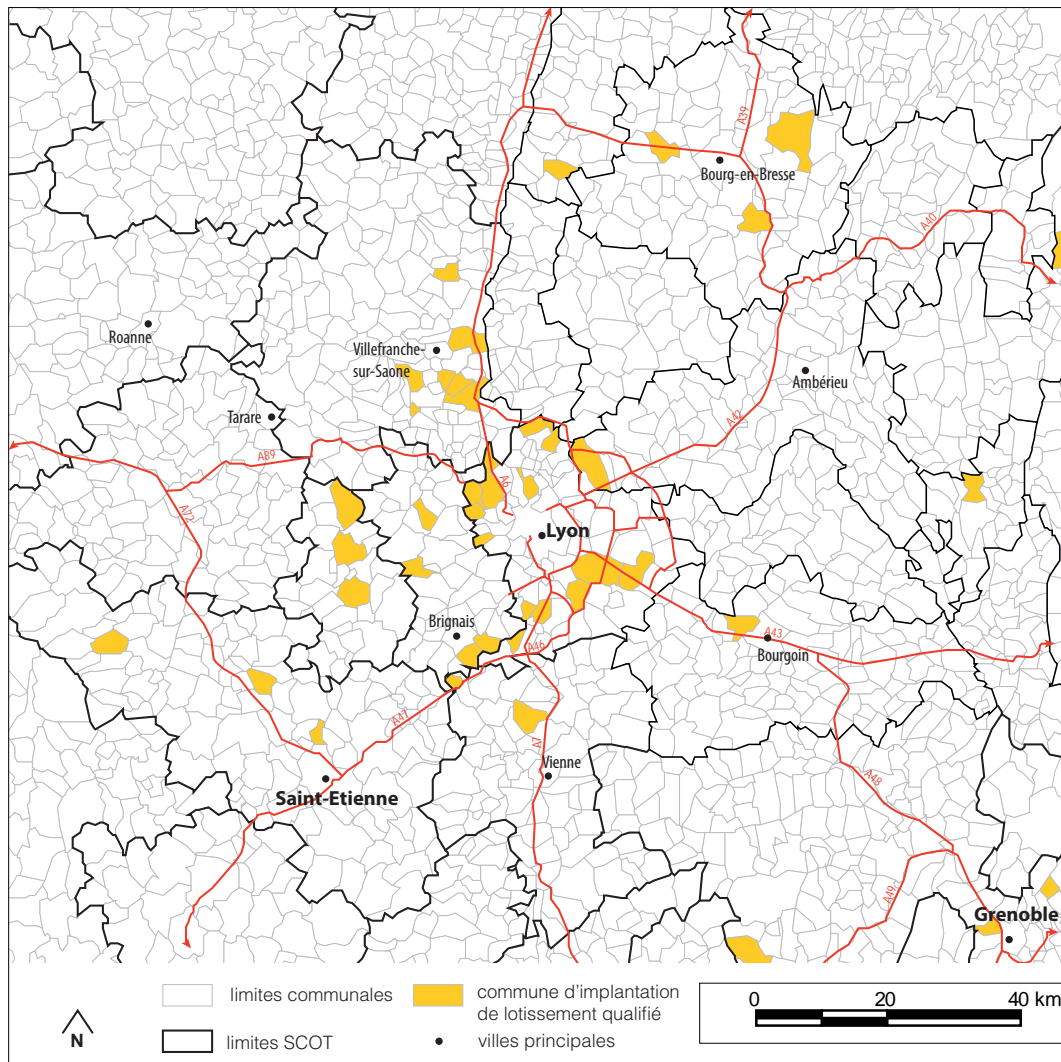 A39
Bourg-en-Bresse
A40
Roanne
Villefranche-
sur-Saone
Ambérieu
Tarare
A42
A89
A6
A72
Lyon
Brignais
A46
A43
Bourgoin
A47
A7
Vienne
A48
Saint-Etienne
A49
Grenoble
limites communales
commune d'implantation
de lotissement qualifié
0 20 40 km
N
limites SCOT
villes principales